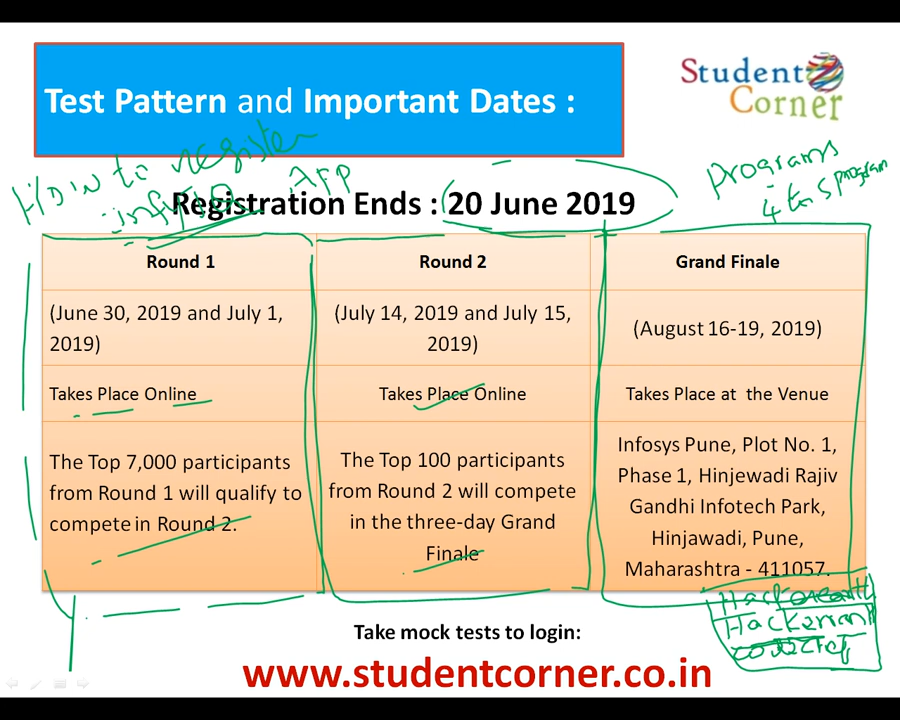 Test Pattern and Important Dates :
Student
Corner
How to register
infyTQ APP
programs
4 to 5 program
Registration Ends : 20 June 2019
Round 1
Round 2
Grand Finale
(June 30, 2019 and July 1,
2019)
(July 14, 2019 and July 15,
2019)
(August 16-19, 2019)
Takes Place Online
Takes Place Online
Takes Place at the Venue
The Top 7,000 participants
from Round 1 will qualify to
compete in Round 2.
The Top 100 participants
from Round 2 will compete
in the three-day Grand
Finale
Infosys Pune, Plot No. 1,
Phase 1, Hinjewadi Rajiv
Gandhi Infotech Park,
Hinjawadi, Pune,
Maharashtra - 411057.
Hackerearth
Hackerrank
codechef
Take mock tests to login:
www.studentcorner.co.in